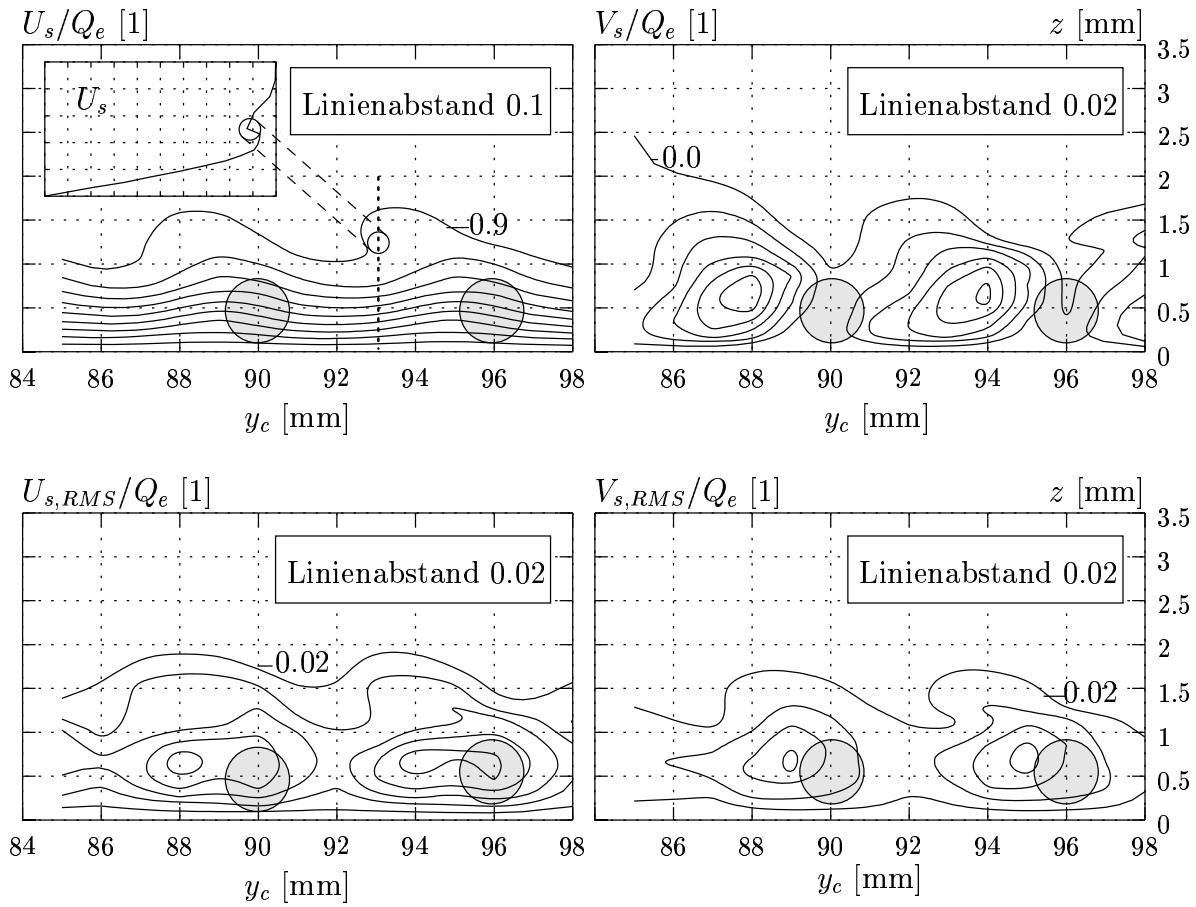 U_s/Q_e [1]
V_s/Q_e [1]
z [mm]
U_s
Linienabstand 0.1
Linienabstand 0.02
0.0
0.9
3.5
3
2.5
2
1.5
1
0.5
0
84 86 88 90 92 94 96 98
86 88 90 92 94 96 98
y_c [mm]
y_c [mm]
U_{s,RMS}/Q_e [1]
V_{s,RMS}/Q_e [1]
z [mm]
Linienabstand 0.02
Linienabstand 0.02
0.02
0.02
3.5
3
2.5
2
1.5
1
0.5
0
84 86 88 90 92 94 96 98
86 88 90 92 94 96 98
y_c [mm]
y_c [mm]